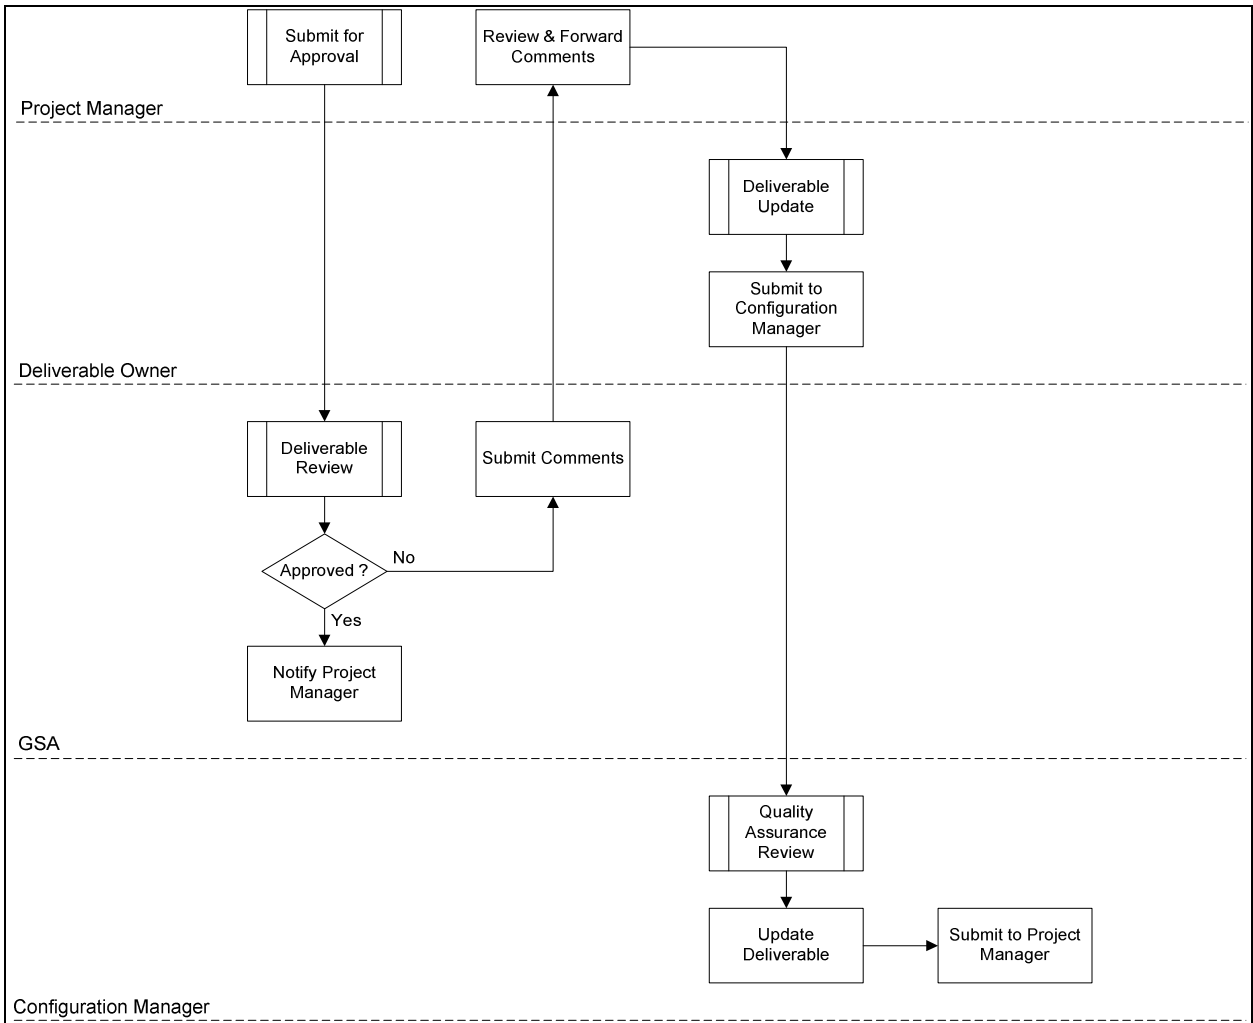 Submit for
Approval
Review & Forward
Comments
Project Manager
Deliverable
Update
Submit to
Configuration
Manager
Deliverable Owner
Deliverable
Review
Submit Comments
Approved ?
No
Yes
Notify Project
Manager
GSA
Quality
Assurance
Review
Update
Deliverable
Submit to Project
Manager
Configuration Manager